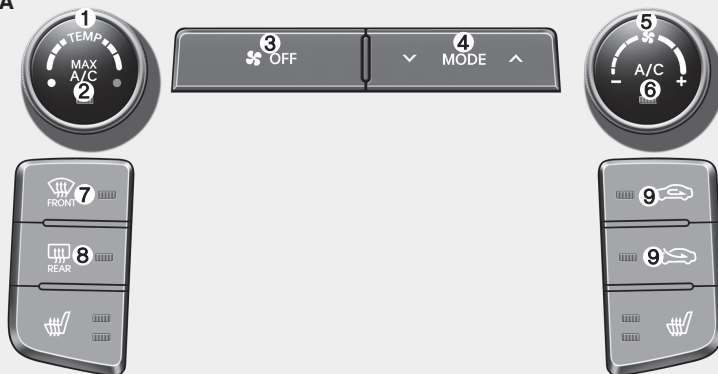 A
1
TEMP
MAX
A/C
2
3
OFF
4
MODE
5
A/C
6
- +
FRONT 7
9
REAR 8
9